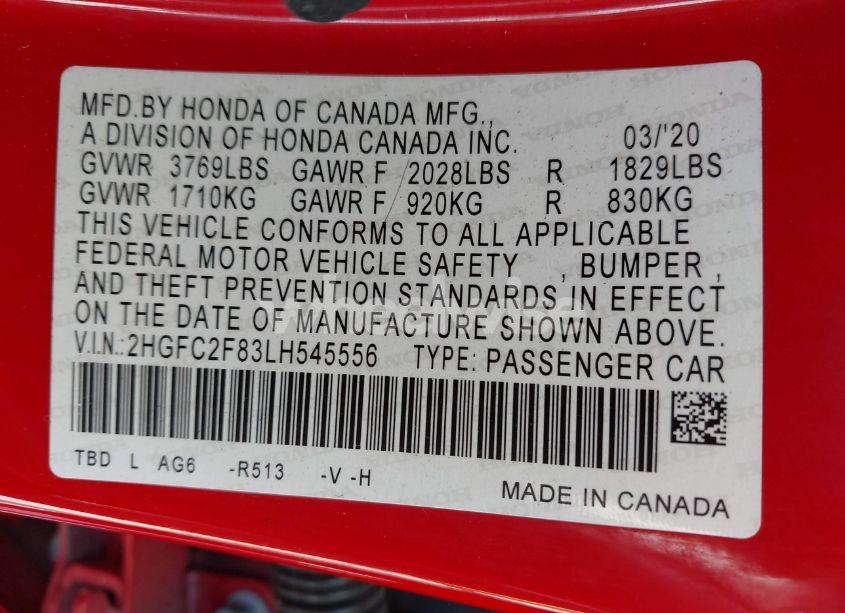 MFD.BY HONDA OF CANADA MFG.,
A DIVISION OF HONDA CANADA INC. 03/'20
GVWR 3769LBS GAWR F 2028LBS R 1829LBS
GVWR 1710KG GAWR F 920KG R 830KG
THIS VEHICLE CONFORMS TO ALL APPLICABLE
FEDERAL MOTOR VEHICLE SAFETY , BUMPER ,
AND THEFT PREVENTION STANDARDS IN EFFECT
ON THE DATE OF MANUFACTURE SHOWN ABOVE.
V.I.N.:2HGFC2F83LH545556 TYPE: PASSENGER CAR
TBD L AG6 -R513 -V -H
MADE IN CANADA